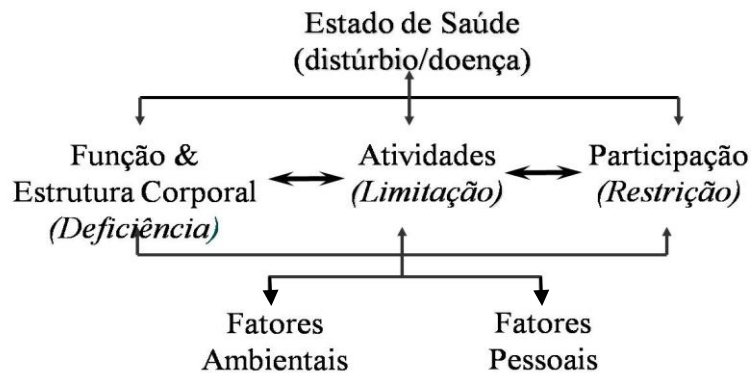 Estado de Saúde
(distúrbio/doença)
Função &
Estrutura Corporal
(Deficiência)
Atividades
(Limitação)
Participação
(Restrição)
Fatores
Ambientais
Fatores
Pessoais